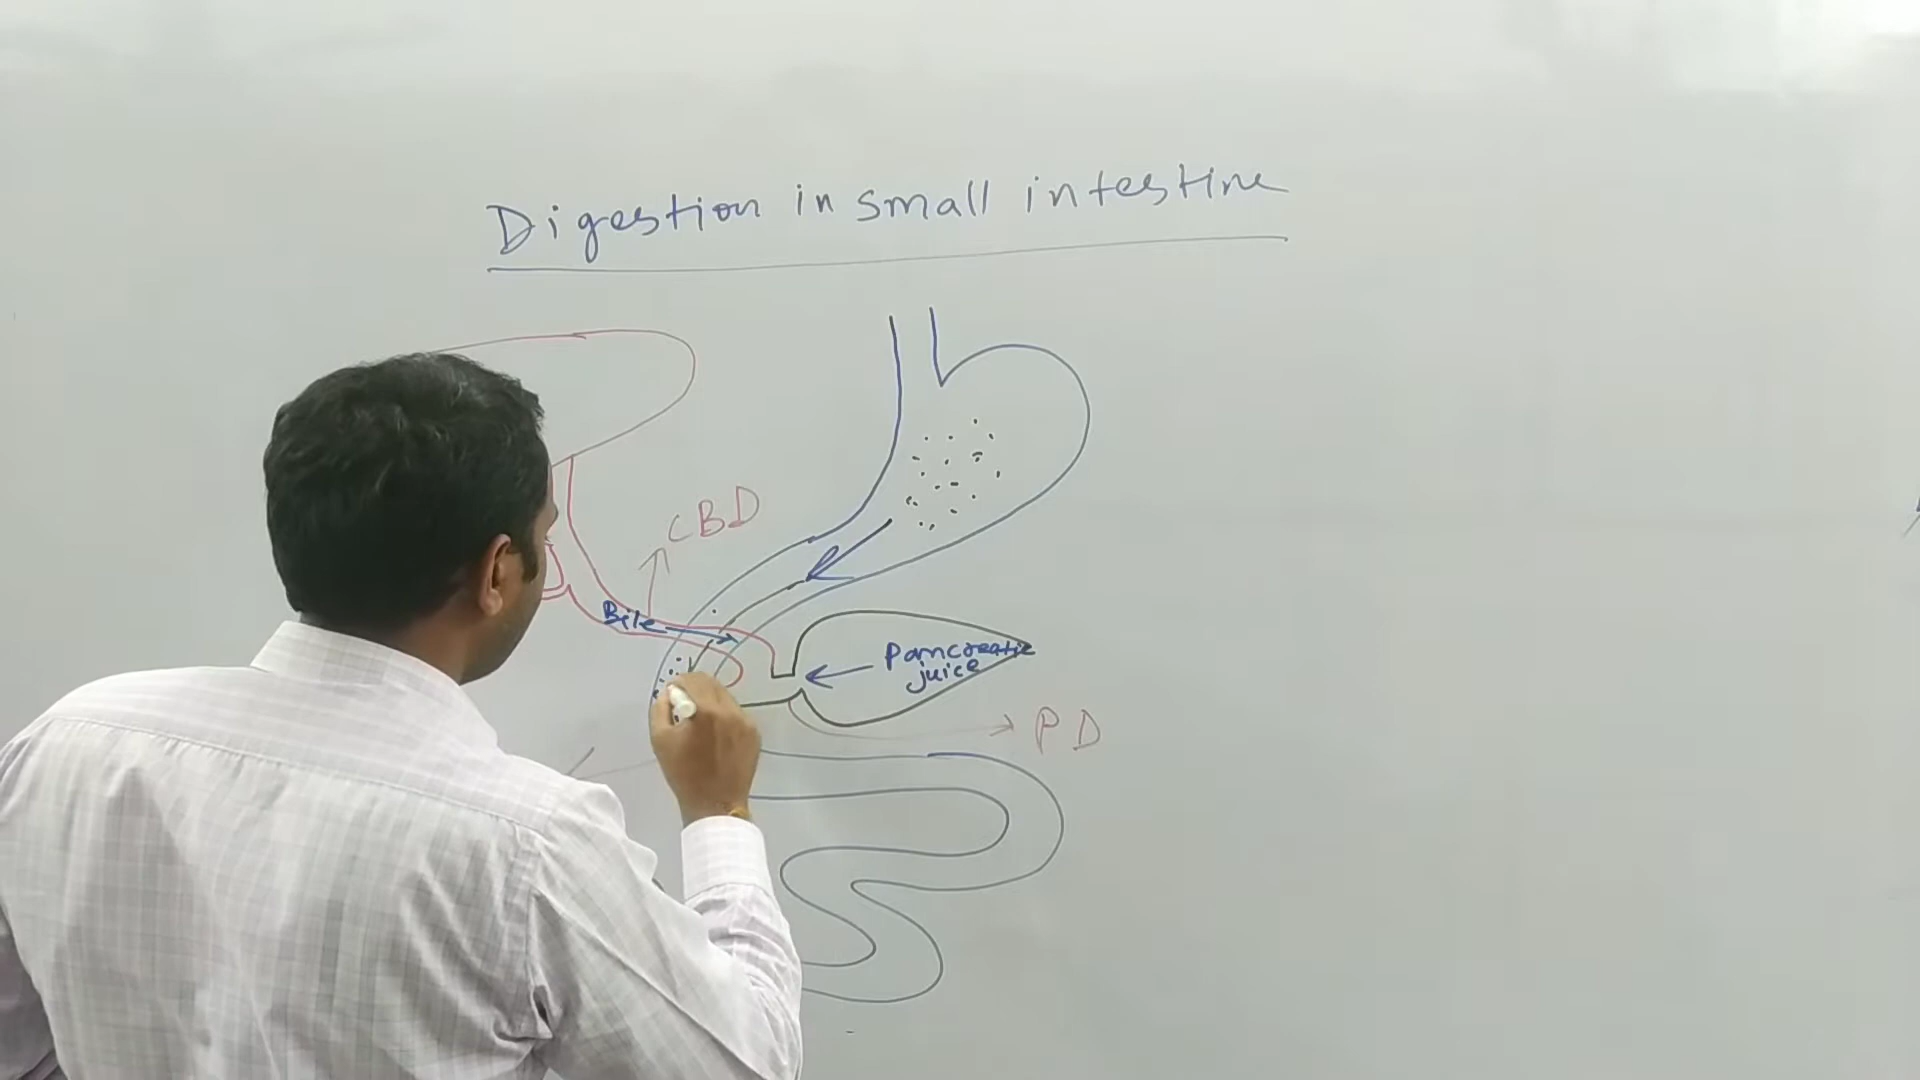 Digestion in small intestine
CBD
Bile
Pancreatic
juice
PD